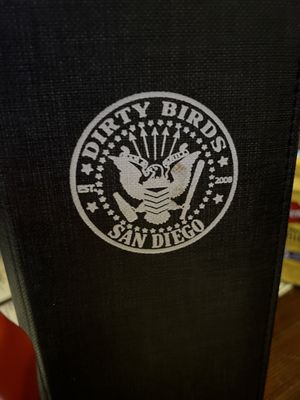 DIRTY BIRDS
EST. 2008
SAN DIEGO